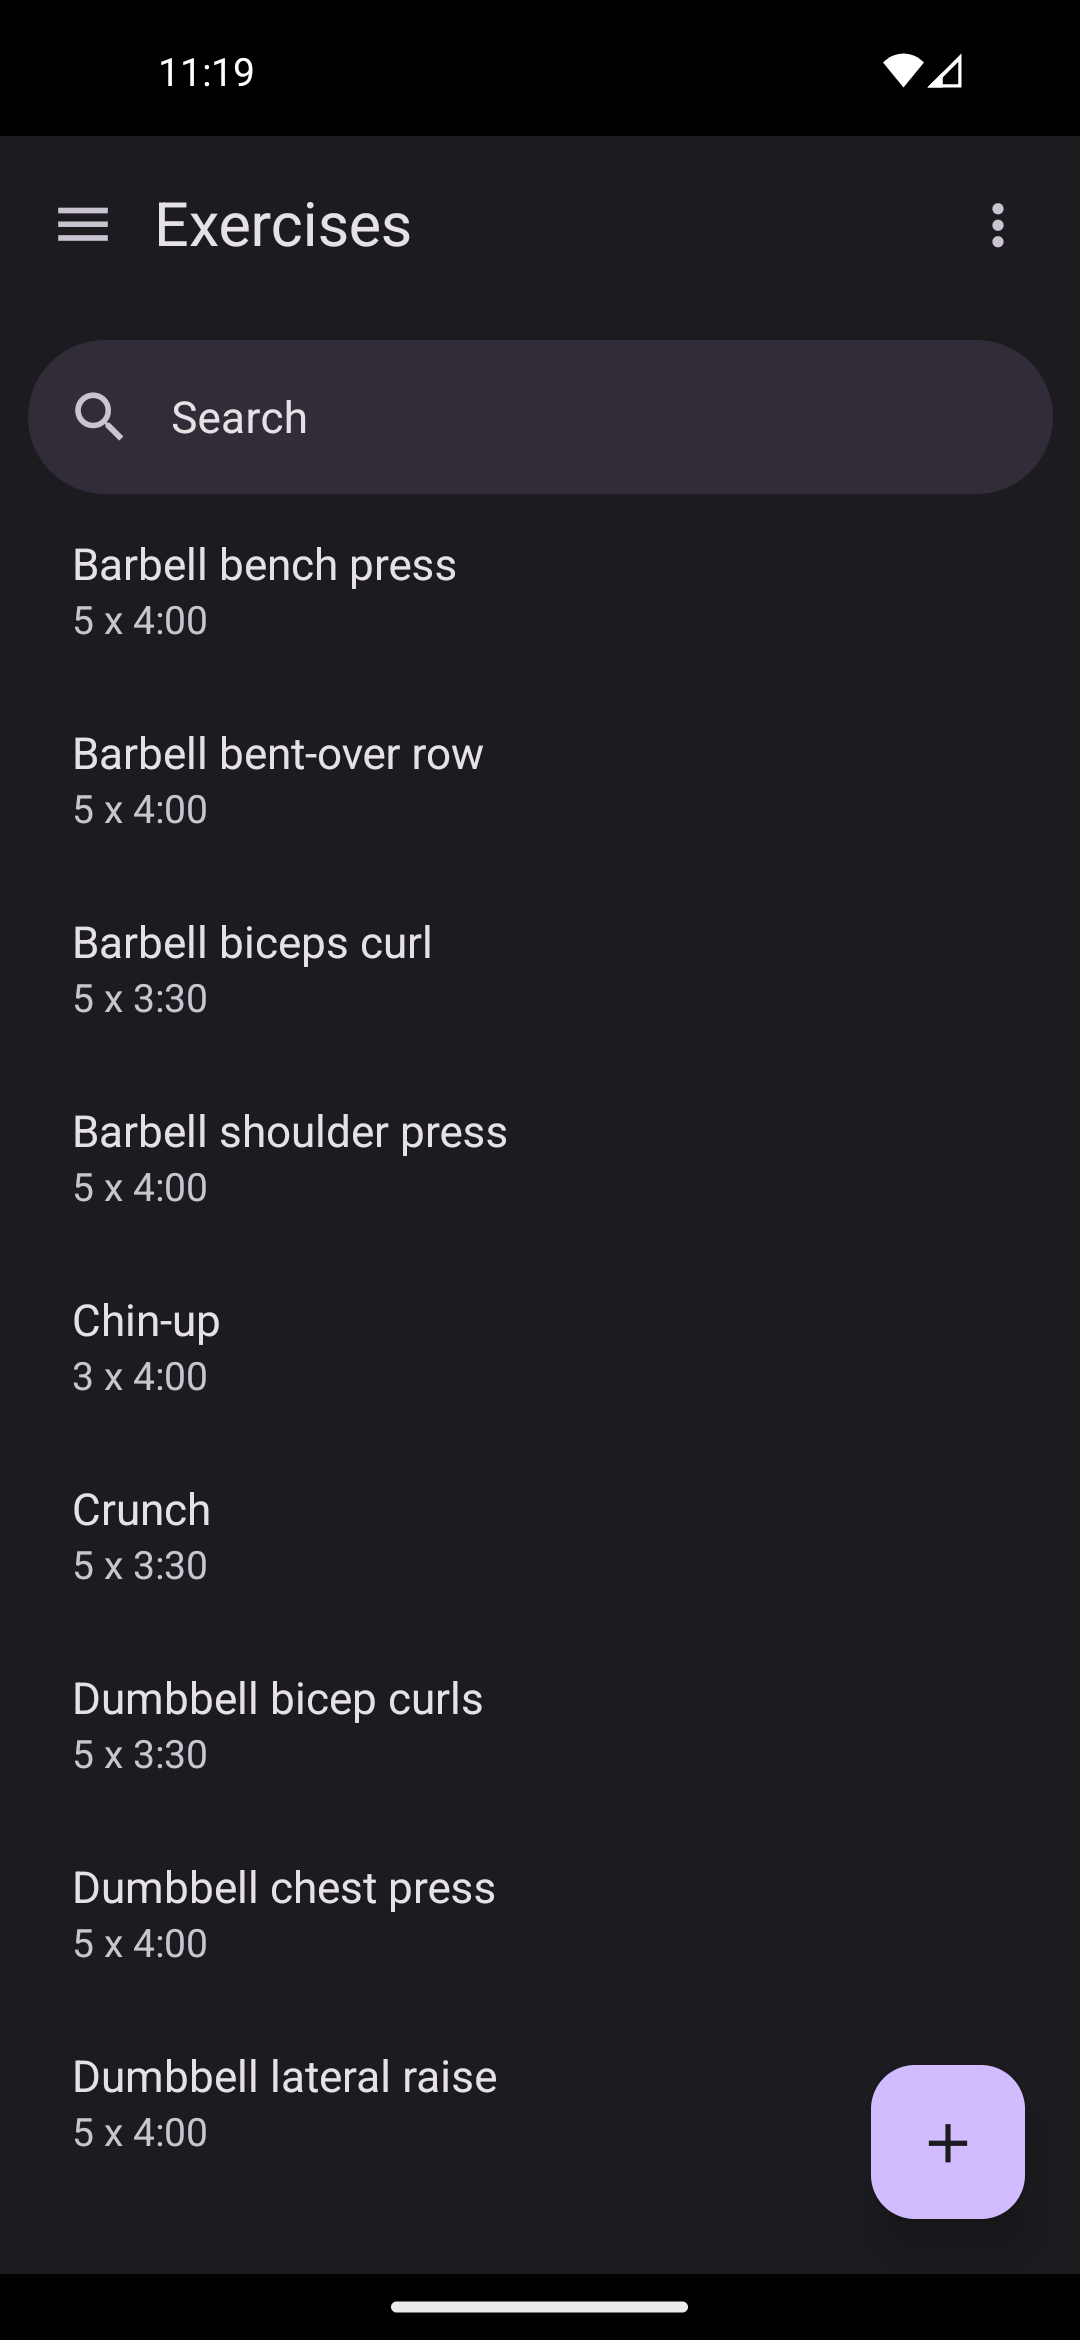 11:19
Exercises
Search
Barbell bench press
5 x 4:00
Barbell bent-over row
5 x 4:00
Barbell biceps curl
5 x 3:30
Barbell shoulder press
5 x 4:00
Chin-up
3 x 4:00
Crunch
5 x 3:30
Dumbbell bicep curls
5 x 3:30
Dumbbell chest press
5 x 4:00
Dumbbell lateral raise
5 x 4:00